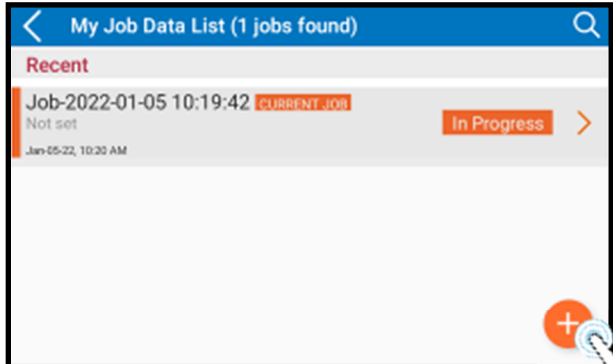 My Job Data List (1 jobs found)
Recent
Job-2022-01-05 10:19:42 CURRENT JOB
Not set
In Progress
Jan-05-22, 10:20 AM